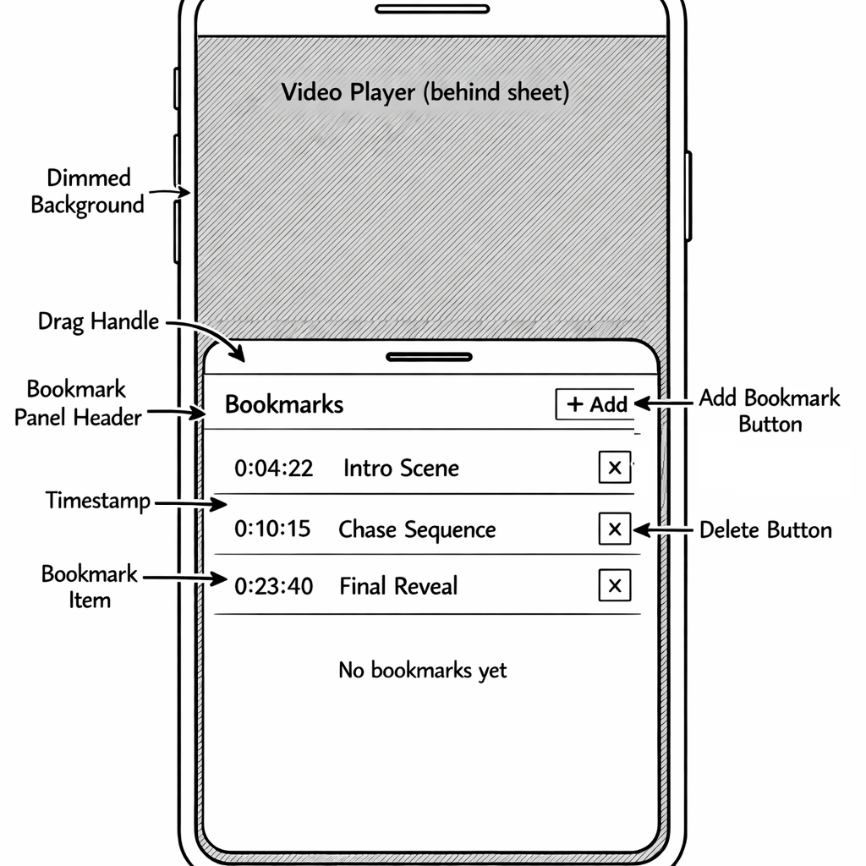 Video Player (behind sheet)
Dimmed
Background
Drag Handle
Bookmark
Panel Header
Bookmarks
+ Add
Add Bookmark
Button
0:04:22 Intro Scene X
Timestamp
0:10:15 Chase Sequence X
Delete Button
Bookmark
Item
0:23:40 Final Reveal X
No bookmarks yet